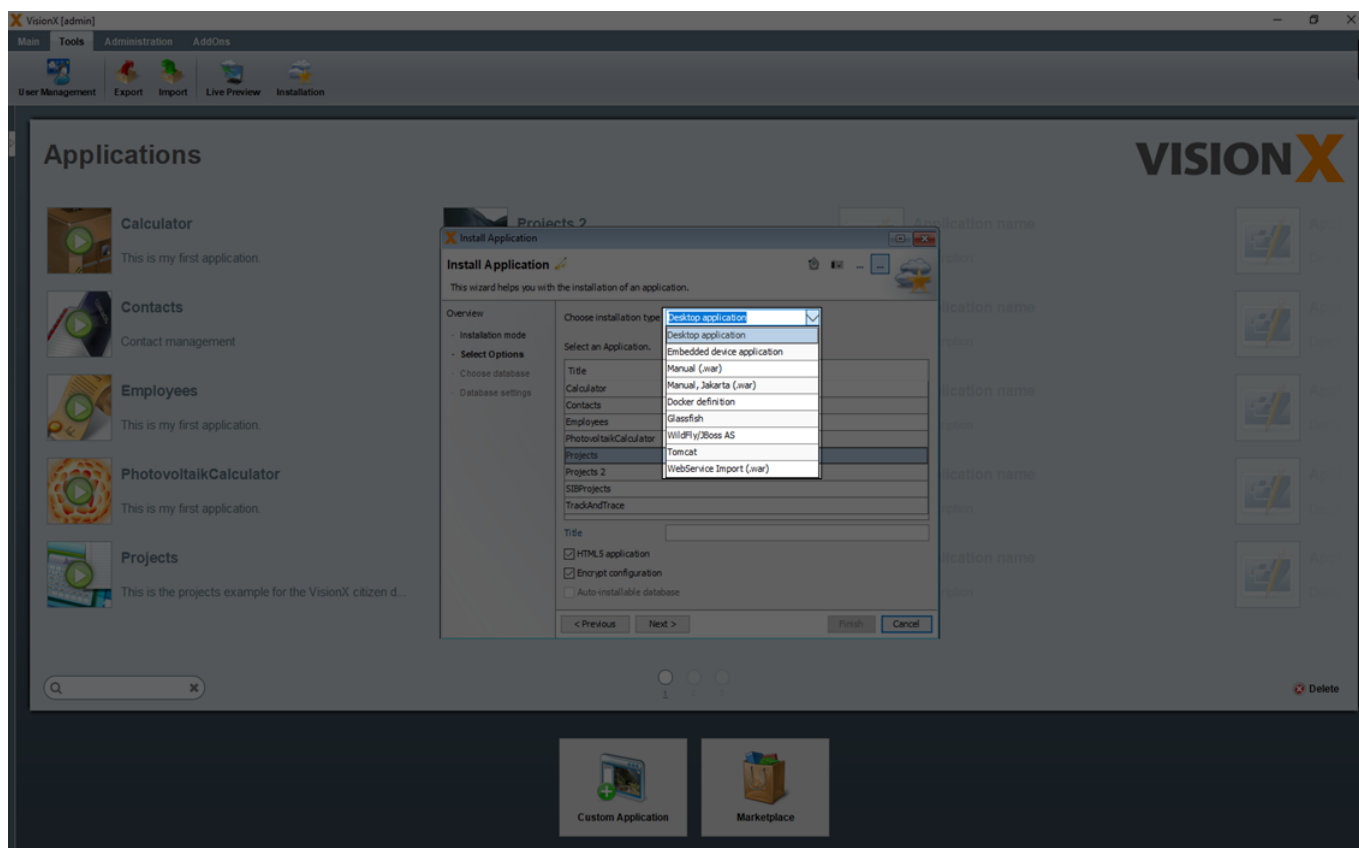 VisionX [admin]
Main Tools Administration AddOns
User Management Export Import Live Preview Installation
Applications
VISIONX
Calculator
This is my first application.
Contacts
Contact management
Employees
This is my first application.
PhotovoltaikCalculator
This is my first application.
Projects
This is the projects example for the VisionX citizen d...
Projects 2
Application name
Install Application
Install Application
This wizard helps you with the installation of an application.
Overview
- Installation mode
- Select Options
- Choose database
- Database settings
Choose installation type
Desktop application
Desktop application
Embedded device application
Manual (.war)
Manual, Jakarta (.war)
Docker definition
Glassfish
WildFly/JBoss AS
Tomcat
WebService Import (.war)
Select an Application.
Title
Calculator
Contacts
Employees
PhotovoltaikCalculator
Projects
Projects 2
SIBProjects
TrackAndTrace
Title
HTML5 application
Encrypt configuration
Auto-installable database
< Previous Next > Finish Cancel
1
Delete
Custom Application
Marketplace